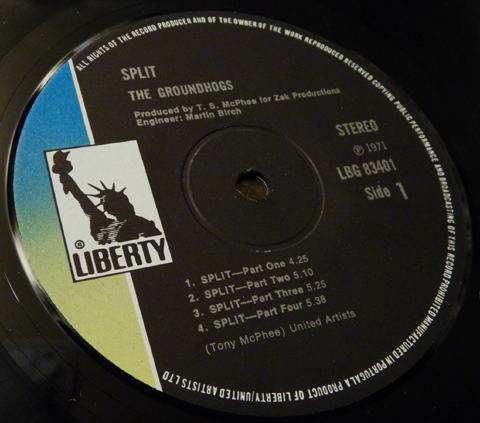 ALL RIGHTS OF THE RECORD PRODUCER AND OF THE OWNER OF THE WORK REPRODUCED RESERVED COPYING PUBLIC PERFORMANCE AND BROADCASTING OF THIS RECORD PROHIBITED MANUFACTURED IN PORTUGAL A PRODUCT OF LIBERTY/UNITED ARTISTS LTD
SPLIT
THE GROUNDHOGS
Produced by T. S. McPhee for Zak Productions
Engineer: Martin Birch
STEREO
℗ 1971
LBG 83401
Side 1
® LIBERTY
1. SPLIT—Part One 4.25
2. SPLIT—Part Two 5.10
3. SPLIT—Part Three 5.25
4. SPLIT—Part Four 5.38
(Tony McPhee) United Artists